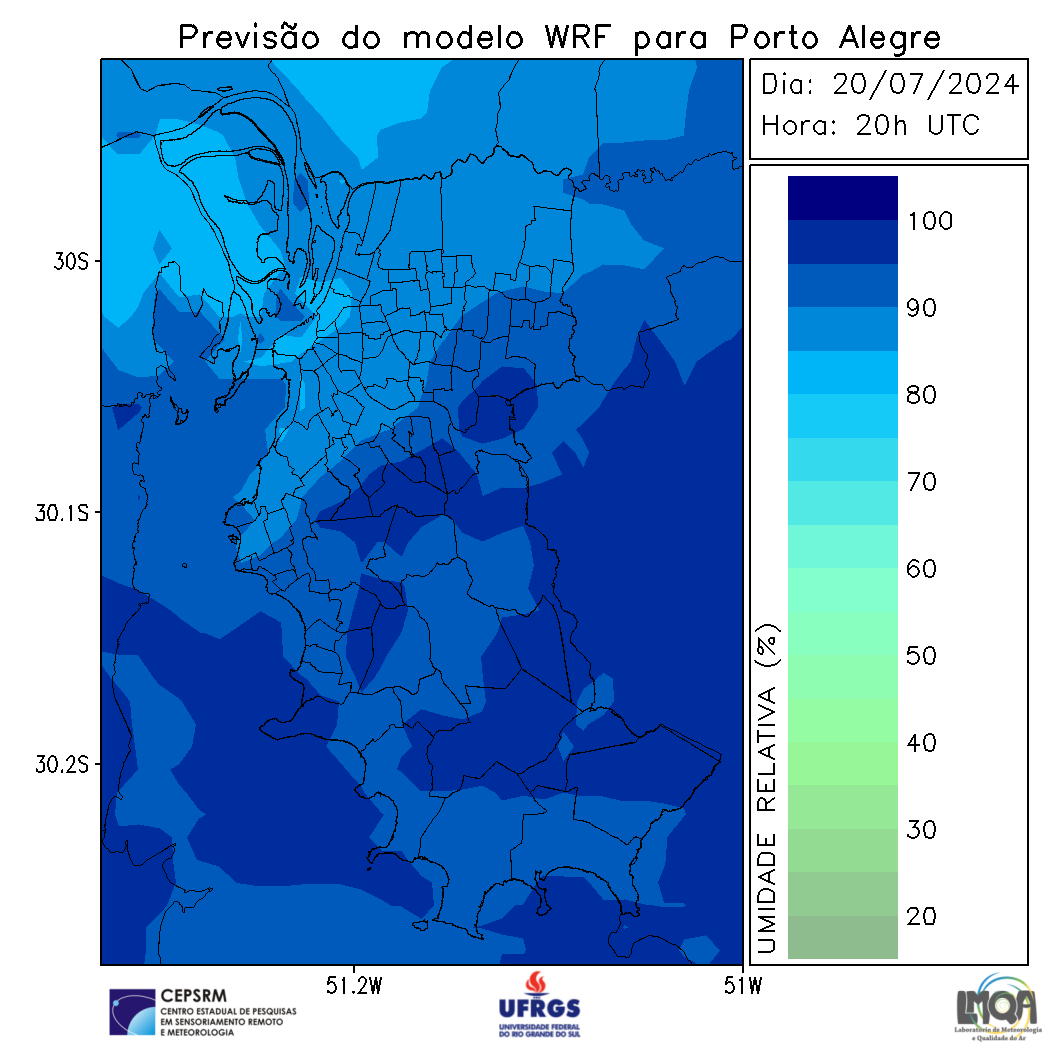 Previsão do modelo WRF para Porto Alegre
Dia: 20/07/2024
Hora: 20h UTC
30S
30.1S
30.2S
51.2W
51W
100
90
80
70
60
50
40
30
20
UMIDADE RELATIVA (%)
CEPSRM
CENTRO ESTADUAL DE PESQUISAS
EM SENSORIAMENTO REMOTO
E METEOROLOGIA
UFRGS
UNIVERSIDADE FEDERAL
DO RIO GRANDE DO SUL
LMQA
Laboratório de Meteorologia
e Qualidade do Ar